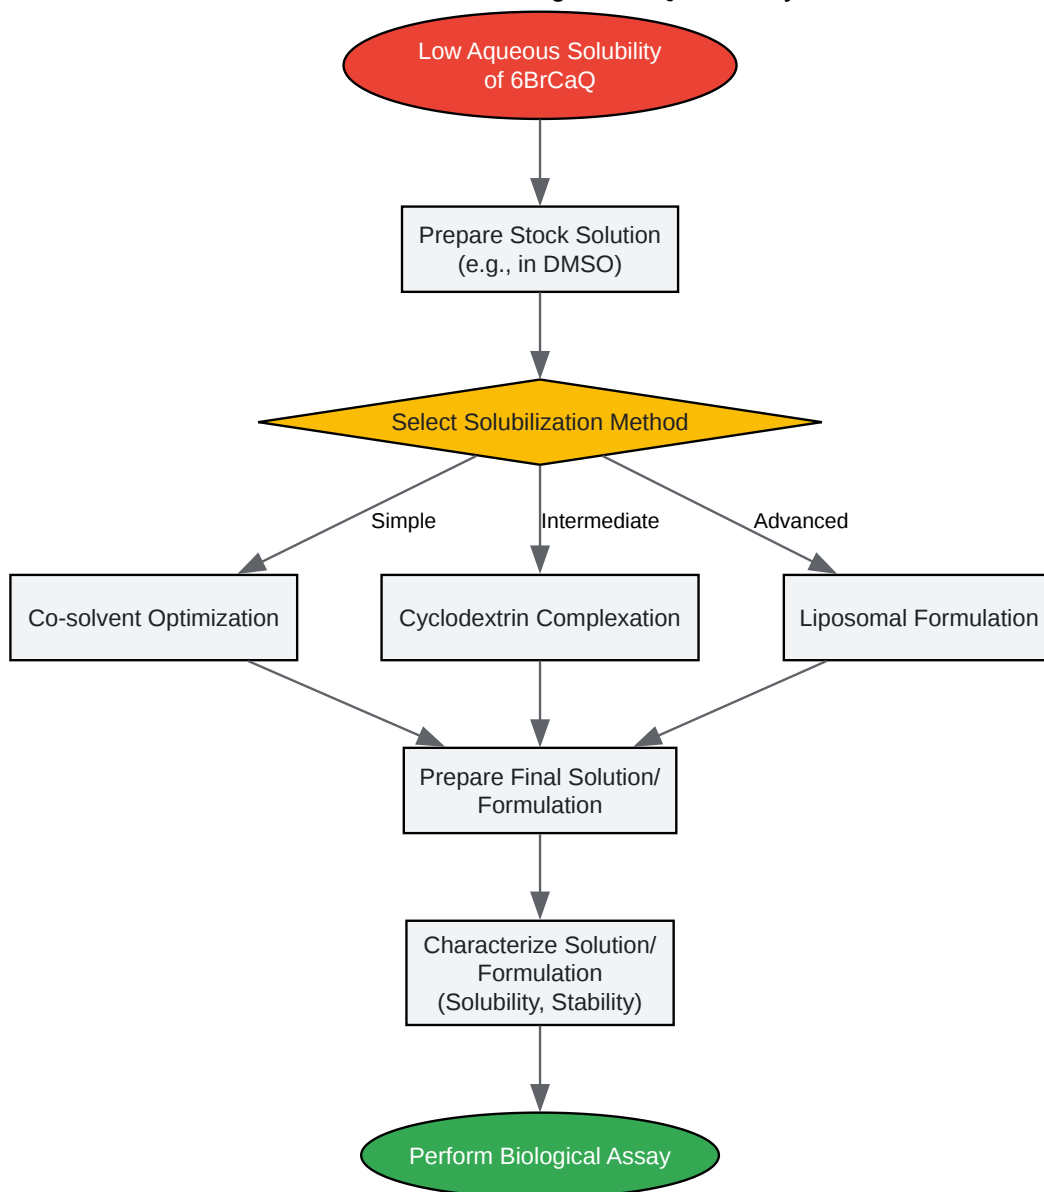 Low Aqueous Solubility
of 6BrCaQ
Prepare Stock Solution
(e.g., in DMSO)
Select Solubilization Method
Simple
Intermediate
Advanced
Co-solvent Optimization
Cyclodextrin Complexation
Liposomal Formulation
Prepare Final Solution/
Formulation
Characterize Solution/
Formulation
(Solubility, Stability)
Perform Biological Assay